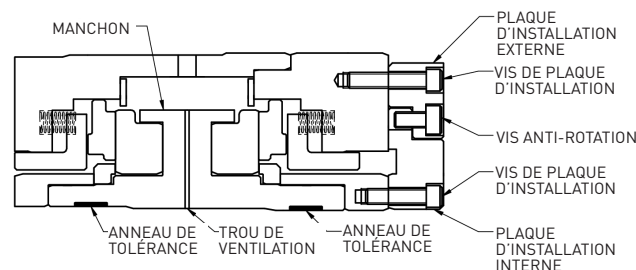 MANCHON
PLAQUE
D'INSTALLATION
EXTERNE
VIS DE PLAQUE
D'INSTALLATION
VIS ANTI-ROTATION
VIS DE PLAQUE
D'INSTALLATION
ANNEAU DE
TOLÉRANCE
TROU DE
VENTILATION
ANNEAU DE
TOLÉRANCE
PLAQUE
D'INSTALLATION
INTERNE